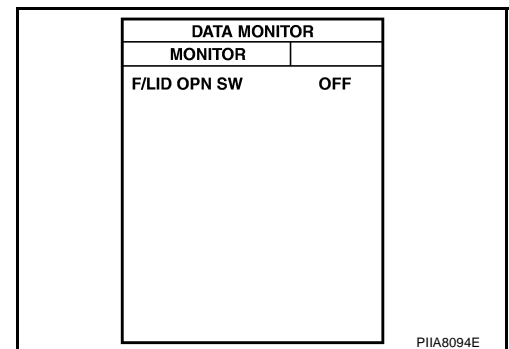 DATA MONITOR
MONITOR
F/LID OPN SW OFF
PIIA8094E